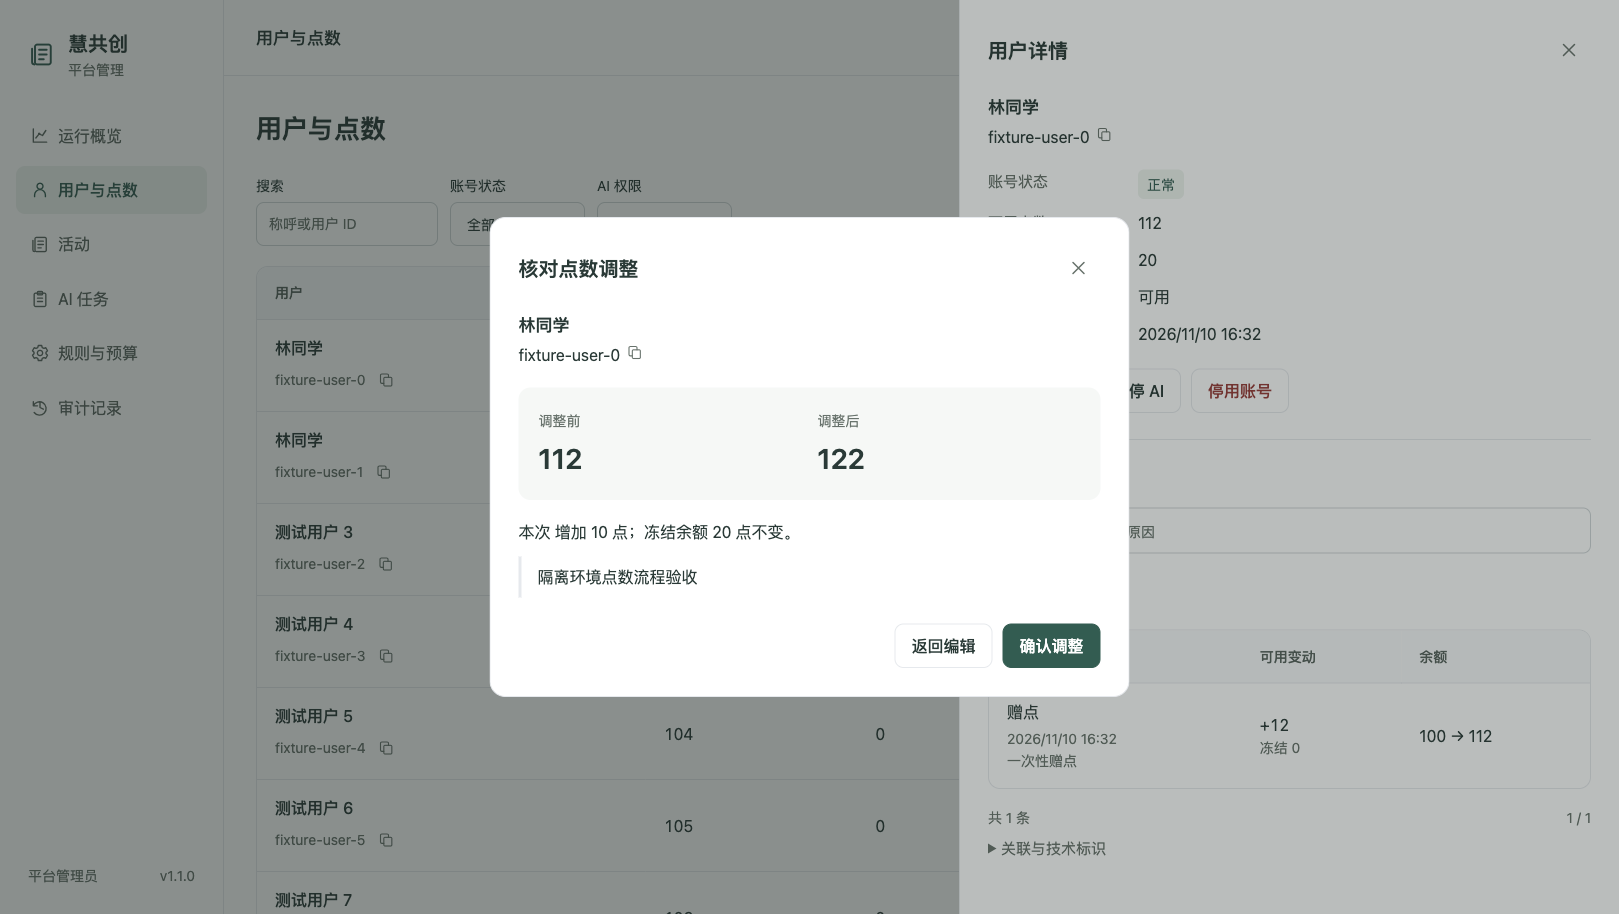 慧共创
平台管理
运行概览
用户与点数
活动
AI 任务
规则与预算
审计记录
平台管理员
v1.1.0
用户与点数
用户与点数
搜索
账号状态
AI 权限
称呼或用户 ID
全部
用户
林同学
fixture-user-0
林同学
fixture-user-1
测试用户 3
fixture-user-2
测试用户 4
fixture-user-3
测试用户 5
fixture-user-4
104
0
测试用户 6
fixture-user-5
105
0
测试用户 7
核对点数调整
林同学
fixture-user-0
调整前
调整后
112
122
本次 增加 10 点；冻结余额 20 点不变。
隔离环境点数流程验收
返回编辑
确认调整
用户详情
林同学
fixture-user-0
账号状态
正常
112
20
可用
2026/11/10 16:32
停 AI
停用账号
原因
可用变动
余额
赠点
2026/11/10 16:32
一次性赠点
+12
冻结 0
100 → 112
共 1 条
1 / 1
关联与技术标识